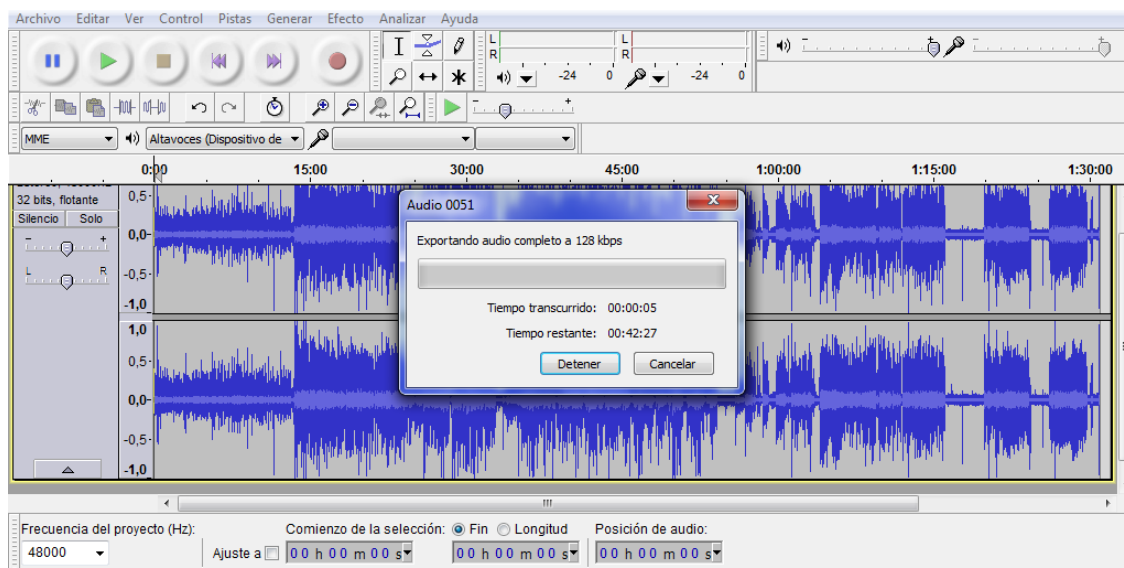 Archivo Editar Ver Control Pistas Generar Efecto Analizar Ayuda
L
R
L
R
-24 0
-24 0
MME
Altavoces (Dispositivo de
0:00 15:00 30:00 45:00 1:00:00 1:15:00 1:30:00
32 bits, flotante
Silencio Solo
- +
L R
0,5
0,0
-0,5
-1,0
1,0
0,5
0,0
-0,5
-1,0
Audio 0051
Exportando audio completo a 128 kbps
Tiempo transcurrido: 00:00:05
Tiempo restante: 00:42:27
Detener Cancelar
Frecuencia del proyecto (Hz): Comienzo de la selección: Fin Longitud Posición de audio:
48000 Ajuste a 00 h 00 m 00 s 00 h 00 m 00 s 00 h 00 m 00 s